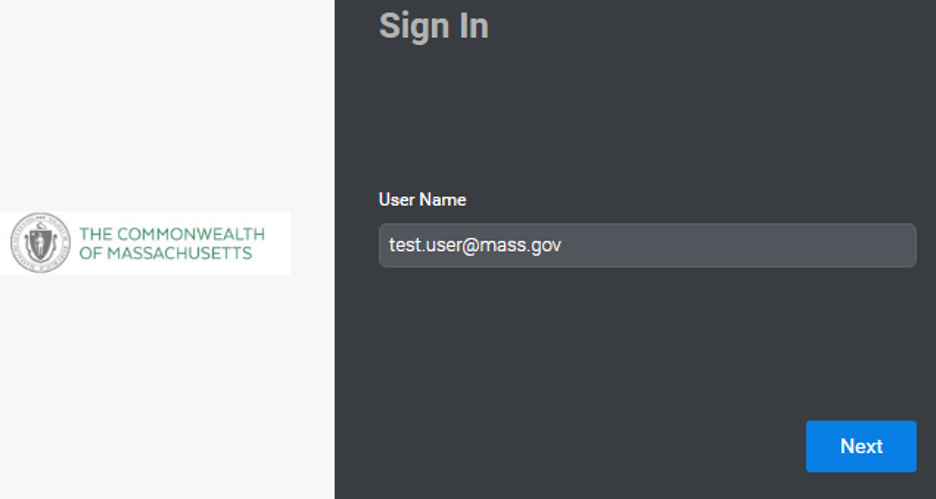 Sign In
THE COMMONWEALTH
OF MASSACHUSETTS
User Name
test.user@mass.gov
Next